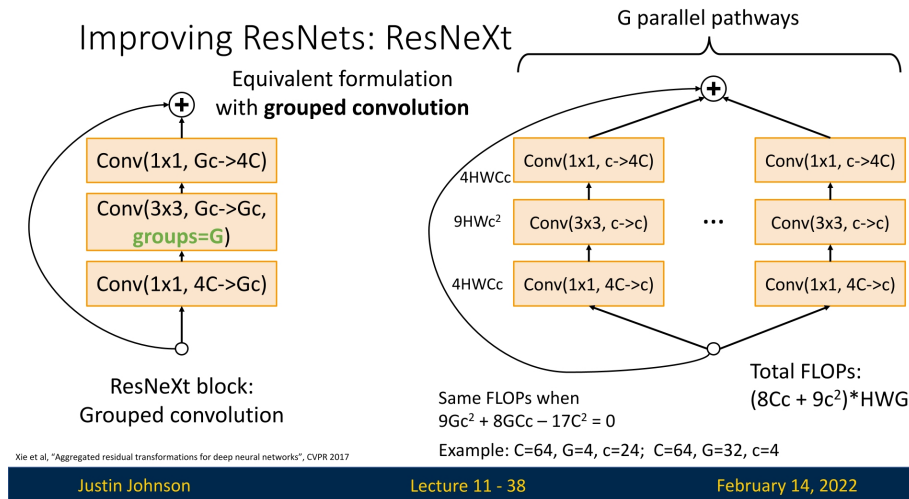 Improving ResNets: ResNeXt
Equivalent formulation
with grouped convolution
+
Conv(1x1, Gc->4C)
Conv(3x3, Gc->Gc,
groups=G)
Conv(1x1, 4C->Gc)
ResNeXt block:
Grouped convolution
G parallel pathways
+
4HWCc
Conv(1x1, c->4C)
Conv(1x1, c->4C)
9HWc²
Conv(3x3, c->c)
...
Conv(3x3, c->c)
4HWCc
Conv(1x1, 4C->c)
Conv(1x1, 4C->c)
Total FLOPs:
(8Cc + 9c²)*HWG
Same FLOPs when
9Gc² + 8GCc – 17C² = 0
Example: C=64, G=4, c=24; C=64, G=32, c=4
Xie et al, "Aggregated residual transformations for deep neural networks", CVPR 2017
Justin Johnson
Lecture 11 - 38
February 14, 2022